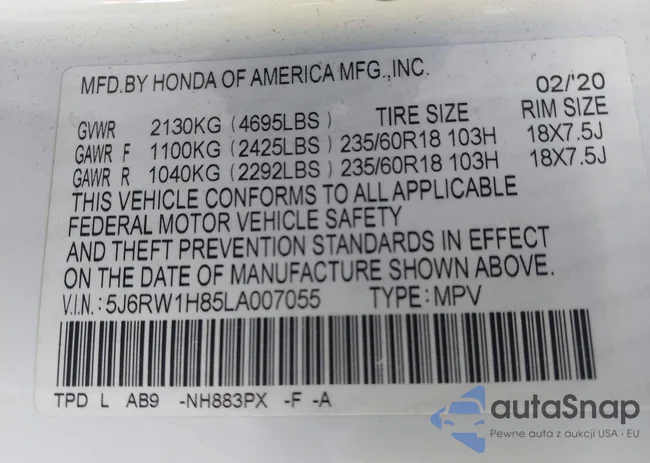 MFD.BY HONDA OF AMERICA MFG.,INC. 02/'20
GVWR 2130KG (4695LBS) TIRE SIZE RIM SIZE
GAWR F 1100KG (2425LBS) 235/60R18 103H 18X7.5J
GAWR R 1040KG (2292LBS) 235/60R18 103H 18X7.5J
THIS VEHICLE CONFORMS TO ALL APPLICABLE
FEDERAL MOTOR VEHICLE SAFETY
AND THEFT PREVENTION STANDARDS IN EFFECT
ON THE DATE OF MANUFACTURE SHOWN ABOVE.
V.I.N.: 5J6RW1H85LA007055 TYPE: MPV
TPD L AB9 -NH883PX -F -A
autaSnap
Pewne auta z aukcji USA · EU